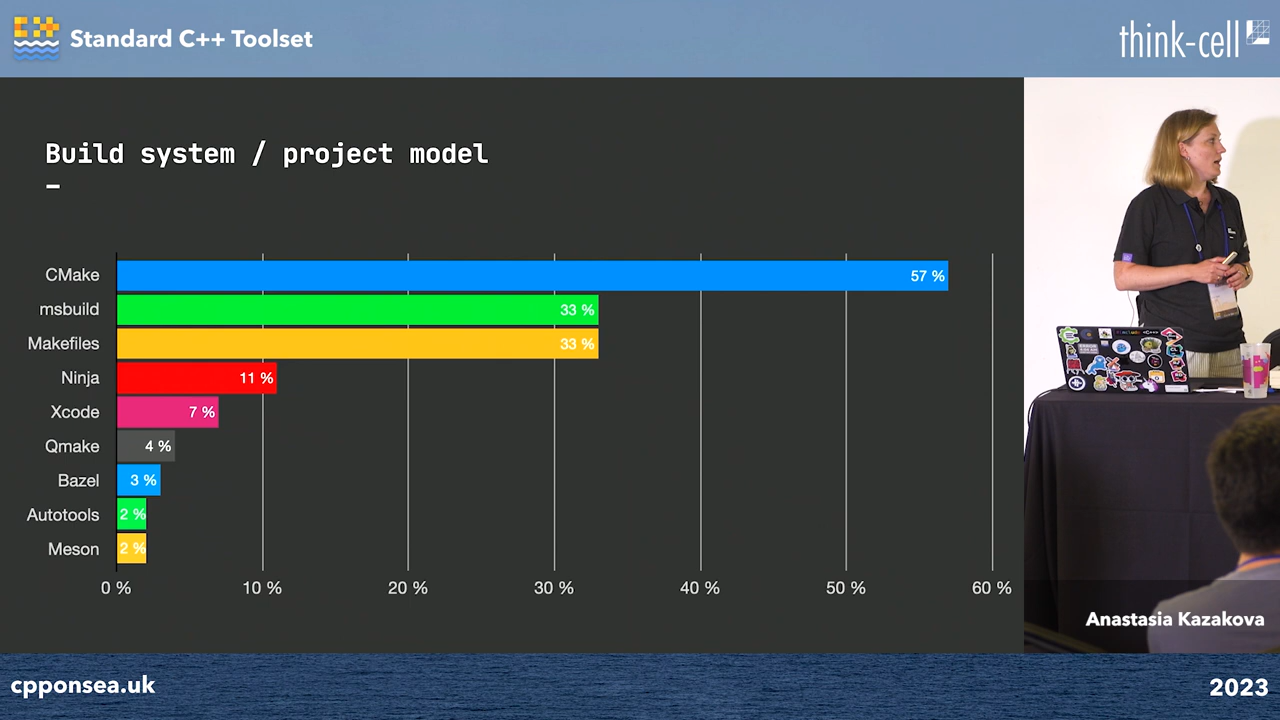 Standard C++ Toolset
think-cell
Build system / project model
CMake
57 %
msbuild
33 %
Makefiles
33 %
Ninja
11 %
Xcode
7 %
Qmake
4 %
Bazel
3 %
Autotools
2 %
Meson
2 %
0 %
10 %
20 %
30 %
40 %
50 %
60 %
Anastasia Kazakova
cpponsea.uk
2023